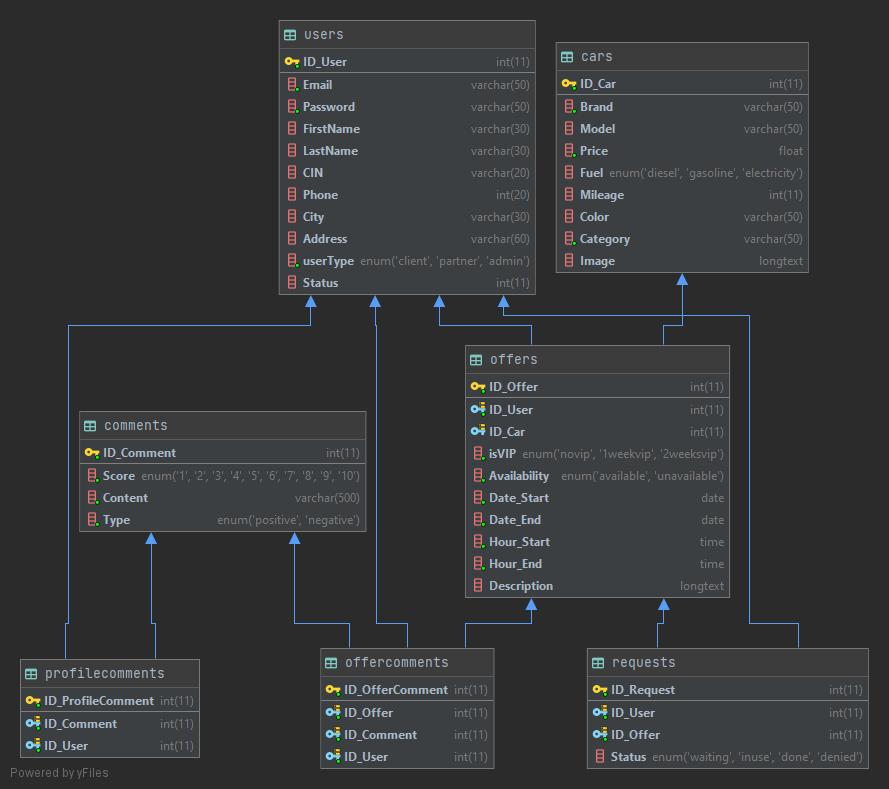 users
ID_User int(11)
Email varchar(50)
Password varchar(50)
FirstName varchar(30)
LastName varchar(30)
CIN varchar(20)
Phone int(20)
City varchar(30)
Address varchar(60)
userType enum('client', 'partner', 'admin')
Status int(11)
cars
ID_Car int(11)
Brand varchar(50)
Model varchar(50)
Price float
Fuel enum('diesel', 'gasoline', 'electricity')
Mileage int(11)
Color varchar(50)
Category varchar(50)
Image longtext
offers
ID_Offer int(11)
ID_User int(11)
ID_Car int(11)
isVIP enum('novip', '1weekvip', '2weeksvip')
Availability enum('available', 'unavailable')
Date_Start date
Date_End date
Hour_Start time
Hour_End time
Description longtext
comments
ID_Comment int(11)
Score enum('1', '2', '3', '4', '5', '6', '7', '8', '9', '10')
Content varchar(500)
Type enum('positive', 'negative')
profilecomments
ID_ProfileComment int(11)
ID_Comment int(11)
ID_User int(11)
offercomments
ID_OfferComment int(11)
ID_Offer int(11)
ID_Comment int(11)
ID_User int(11)
requests
ID_Request int(11)
ID_User int(11)
ID_Offer int(11)
Status enum('waiting', 'inuse', 'done', 'denied')
Powered by yFiles